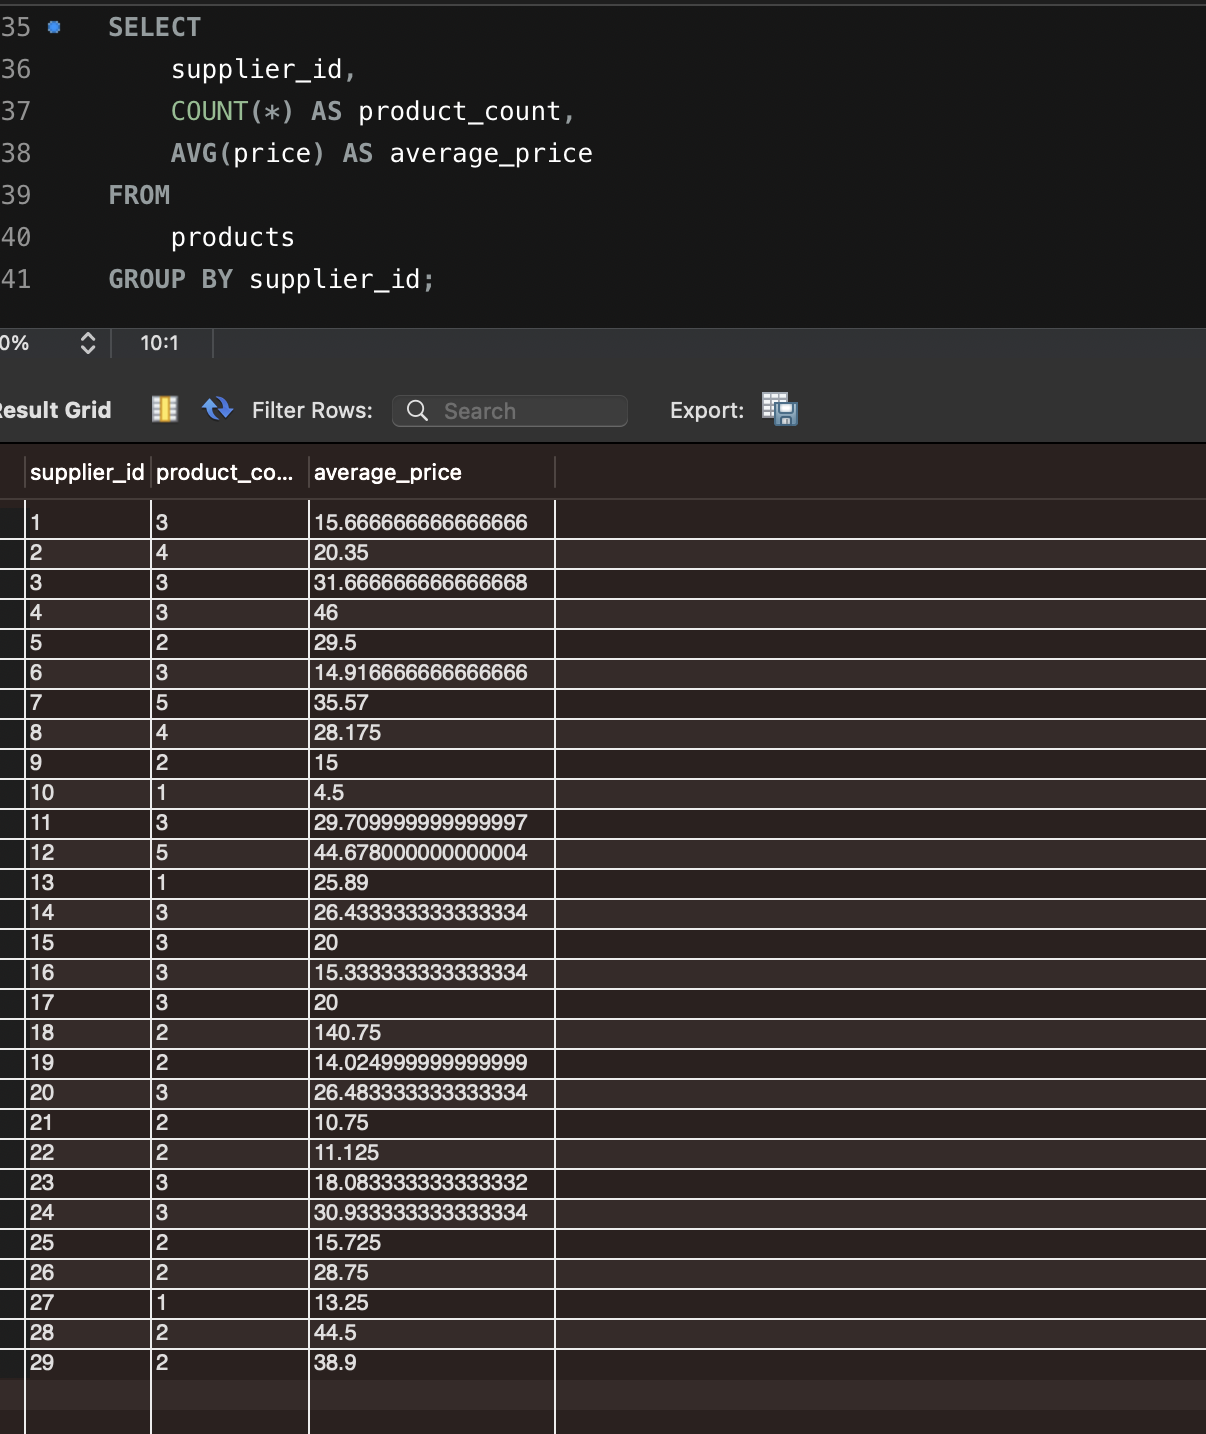 35 SELECT
36 supplier_id,
37 COUNT(*) AS product_count,
38 AVG(price) AS average_price
39 FROM
40 products
41 GROUP BY supplier_id;
0% 10:1
esult Grid Filter Rows: Search Export:
supplier_id product_co... average_price
1 3 15.666666666666666
2 4 20.35
3 3 31.666666666666668
4 3 46
5 2 29.5
6 3 14.916666666666666
7 5 35.57
8 4 28.175
9 2 15
10 1 4.5
11 3 29.709999999999997
12 5 44.678000000000004
13 1 25.89
14 3 26.433333333333334
15 3 20
16 3 15.333333333333334
17 3 20
18 2 140.75
19 2 14.024999999999999
20 3 26.483333333333334
21 2 10.75
22 2 11.125
23 3 18.083333333333332
24 3 30.933333333333334
25 2 15.725
26 2 28.75
27 1 13.25
28 2 44.5
29 2 38.9